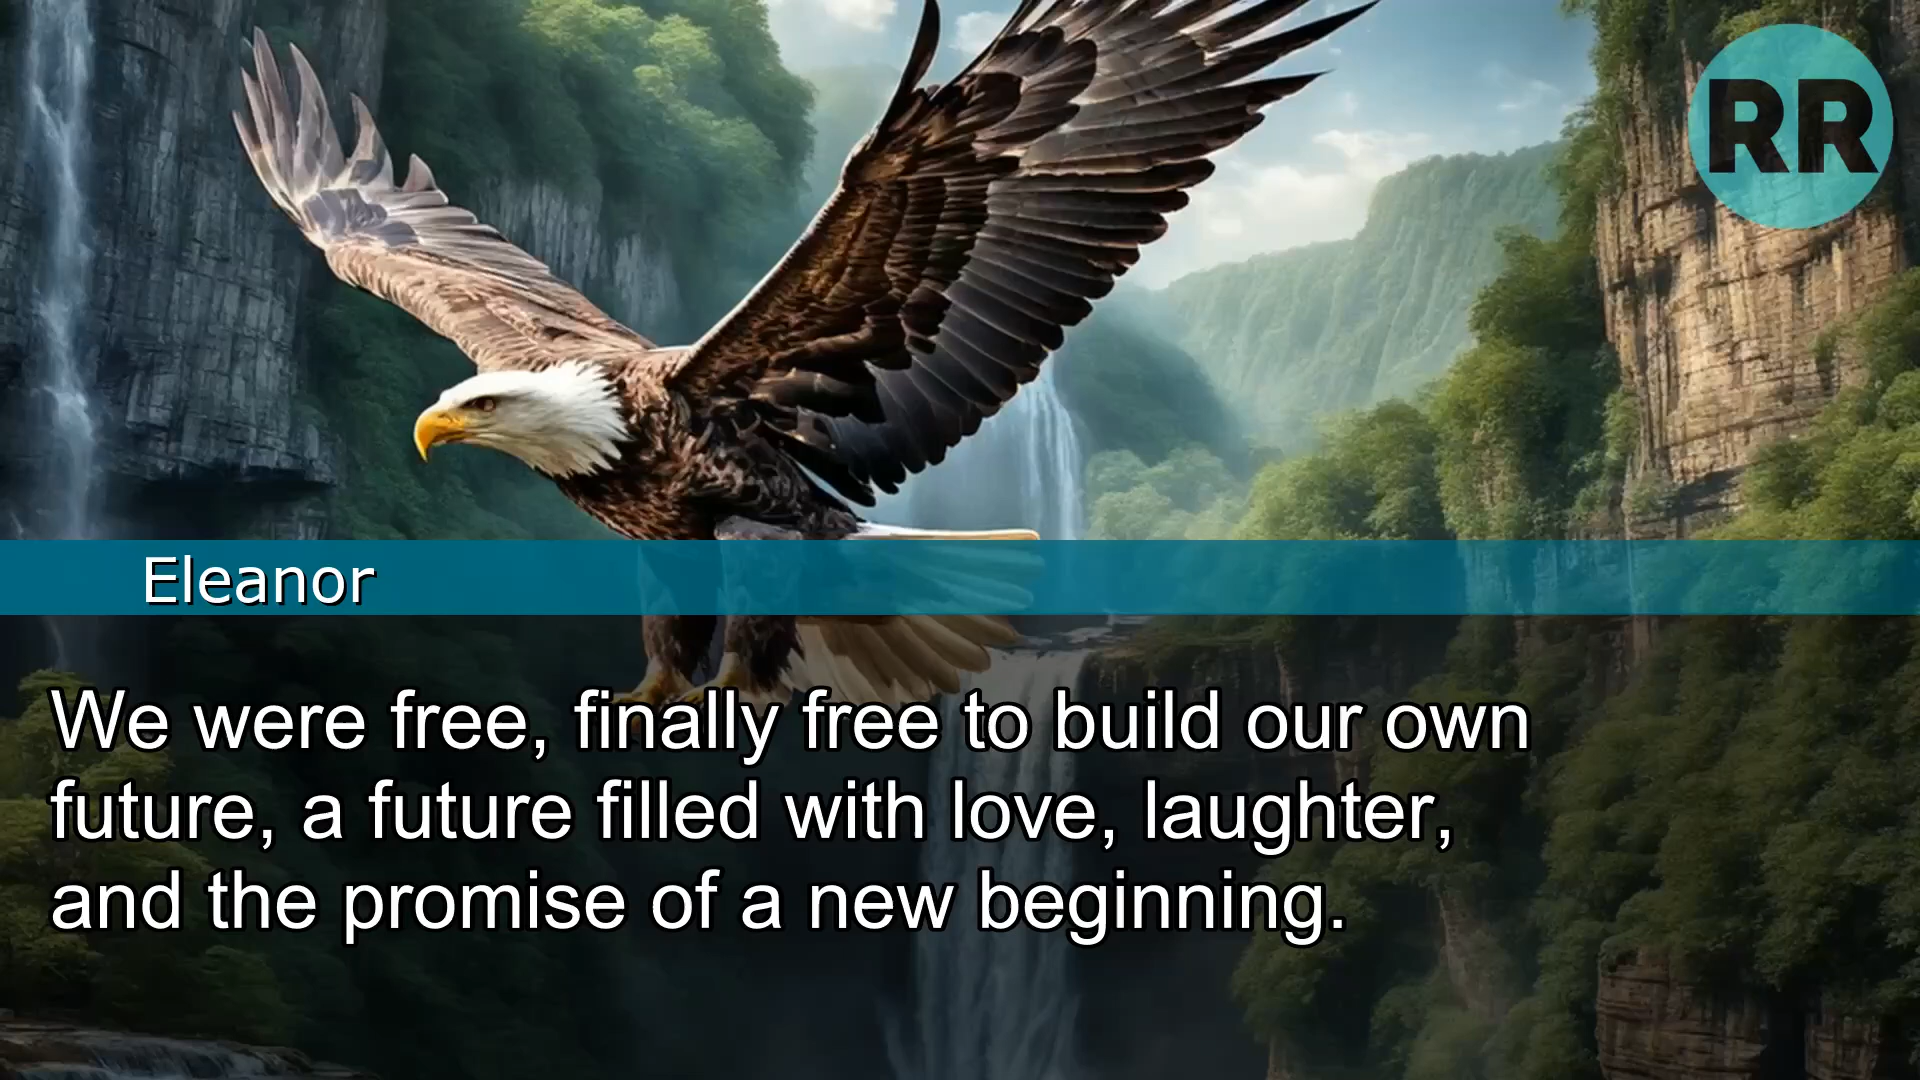 RR
Eleanor
We were free, finally free to build our own
future, a future filled with love, laughter,
and the promise of a new beginning.